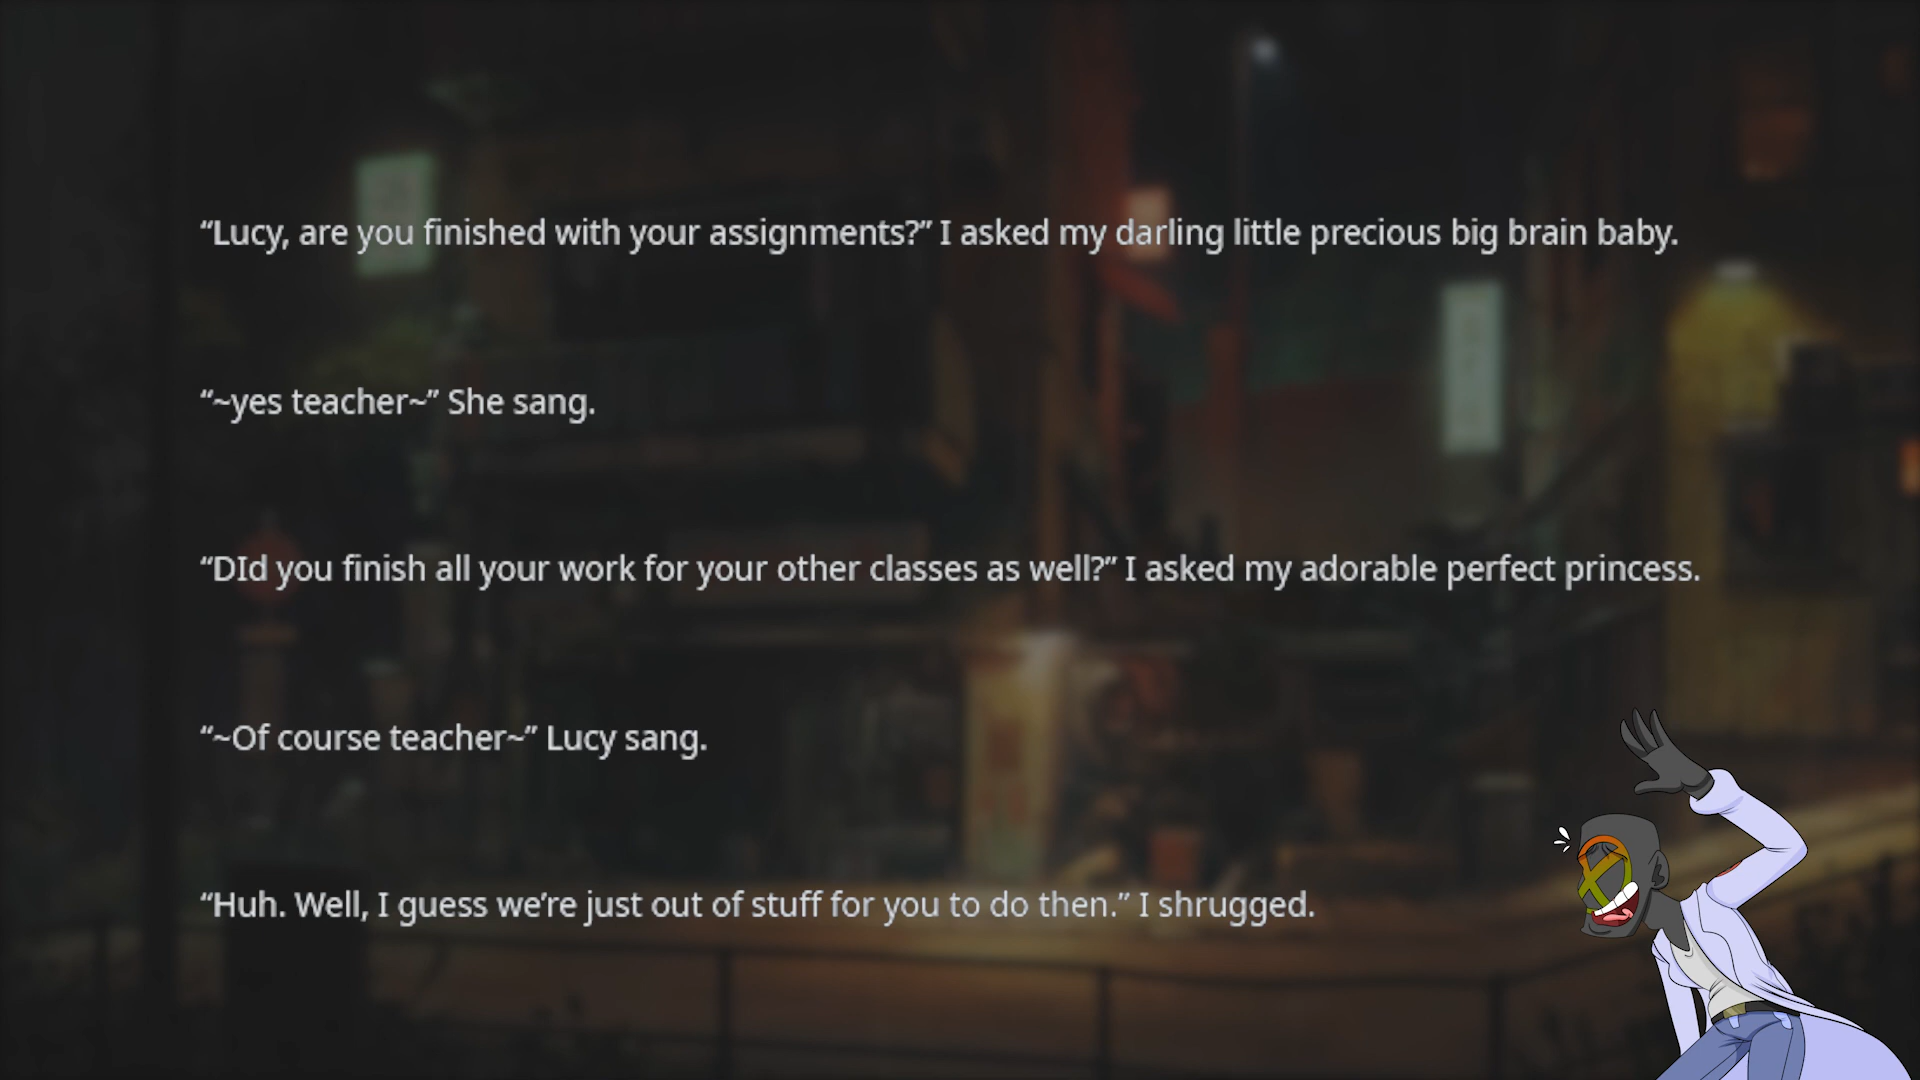 “Lucy, are you finished with your assignments?” I asked my darling little precious big brain baby.
“~yes teacher~” She sang.
“DId you finish all your work for your other classes as well?” I asked my adorable perfect princess.
“~Of course teacher~” Lucy sang.
“Huh. Well, I guess we’re just out of stuff for you to do then.” I shrugged.